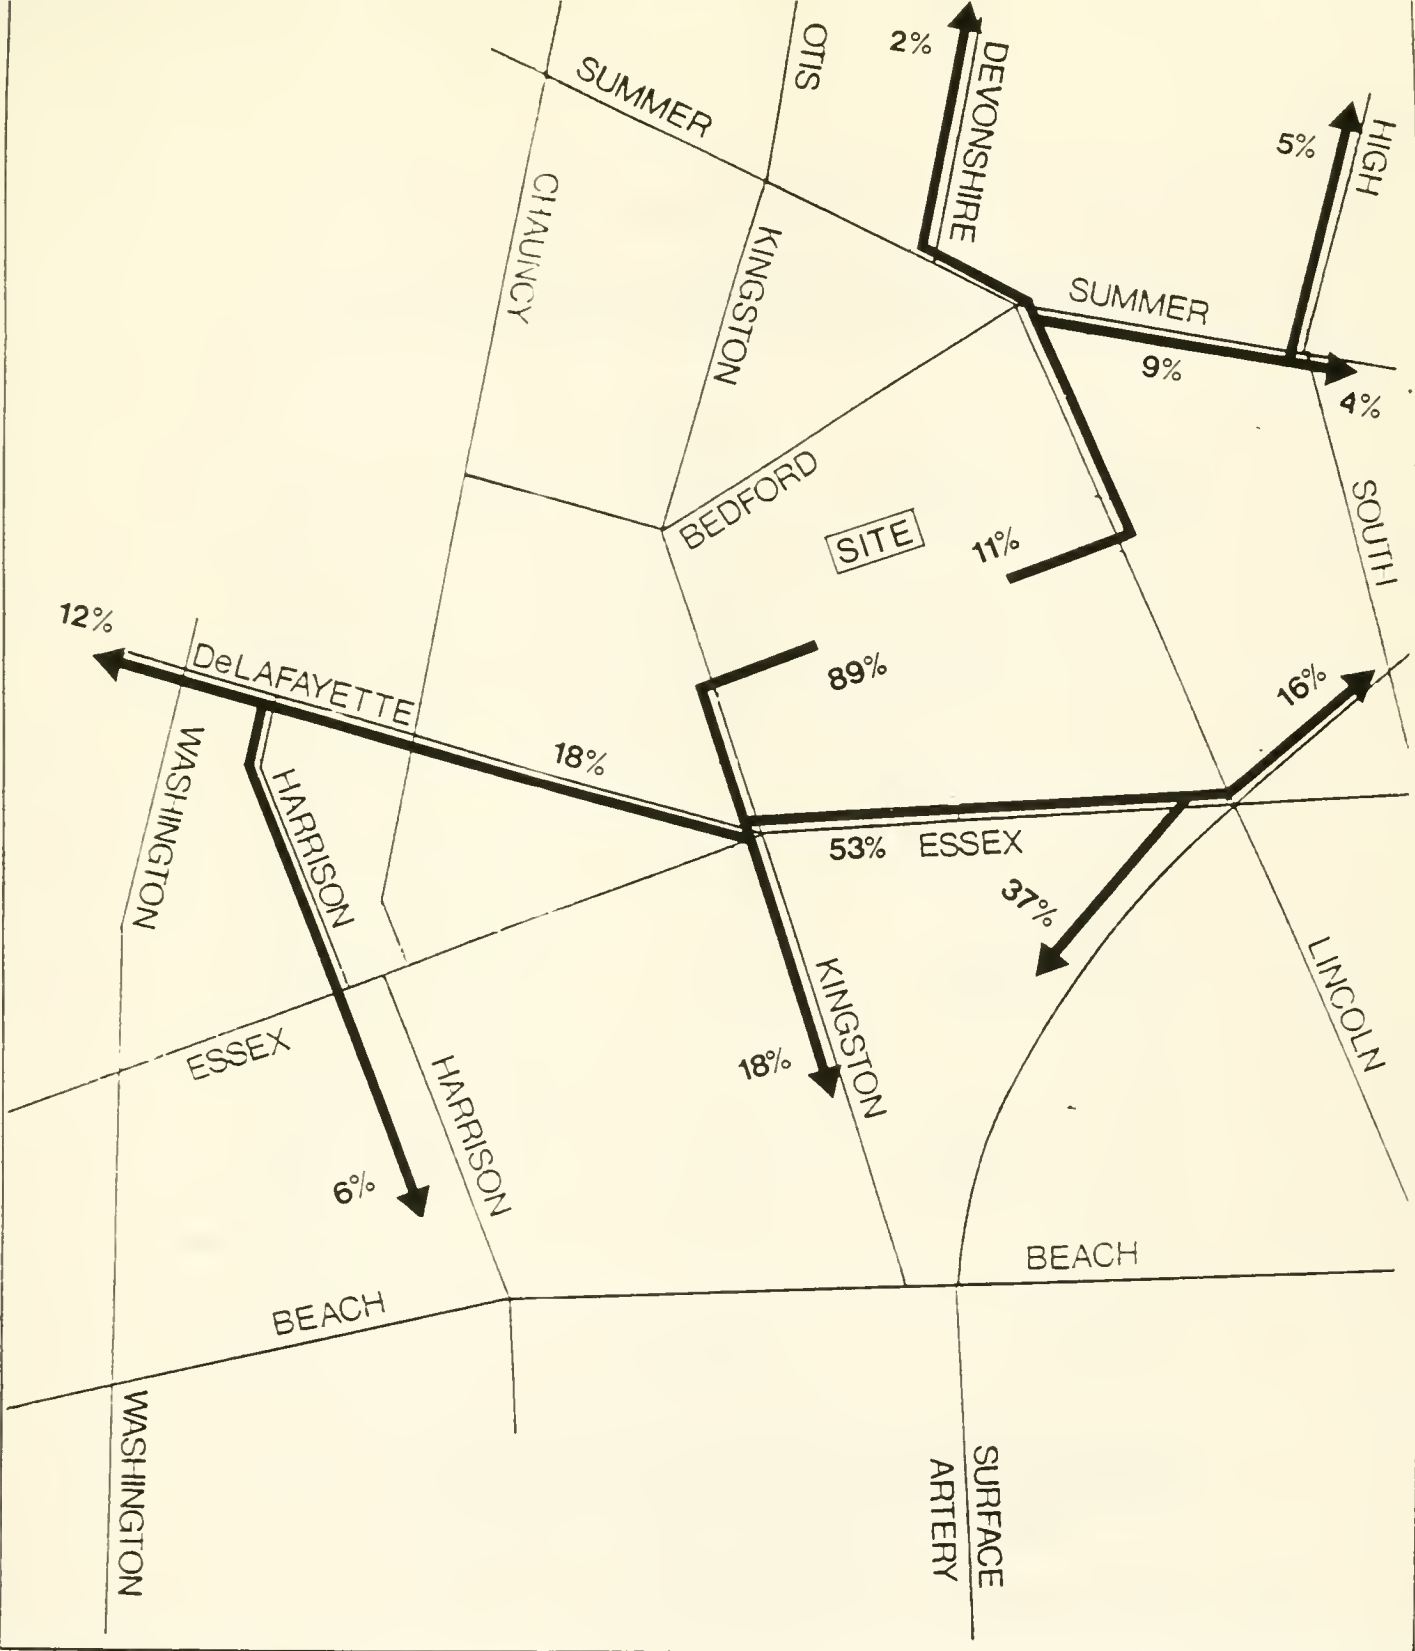 OTIS
2%
DEVONSHIRE
SUMMER
5%
HIGH
CHAUNCY
KINGSTON
SUMMER
9%
4%
BEDFORD
SITE
11%
SOUTH
12%
DeLAFAYETTE
89%
16%
WASHINGTON
18%
HARRISON
53%
ESSEX
37%
KINGSTON
LINCOLN
ESSEX
18%
HARRISON
6%
BEACH
BEACH
WASHINGTON
SURFACE
ARTERY